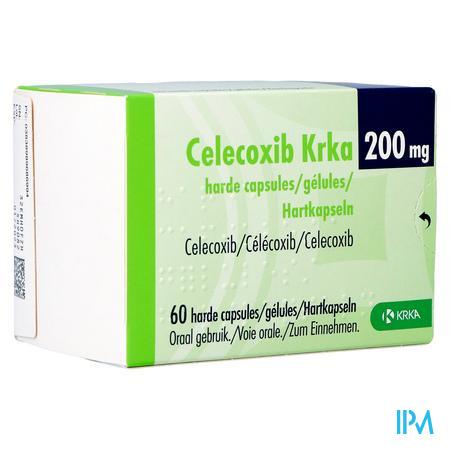 Celecoxib Krka 200 mg
harde capsules/gélules/
Hartkapseln
Celecoxib/Célécoxib/Celecoxib
60 harde capsules/gélules/Hartkapseln
Oraal gebruik./Voie orale./Zum Einnehmen.
KRKA
IPM